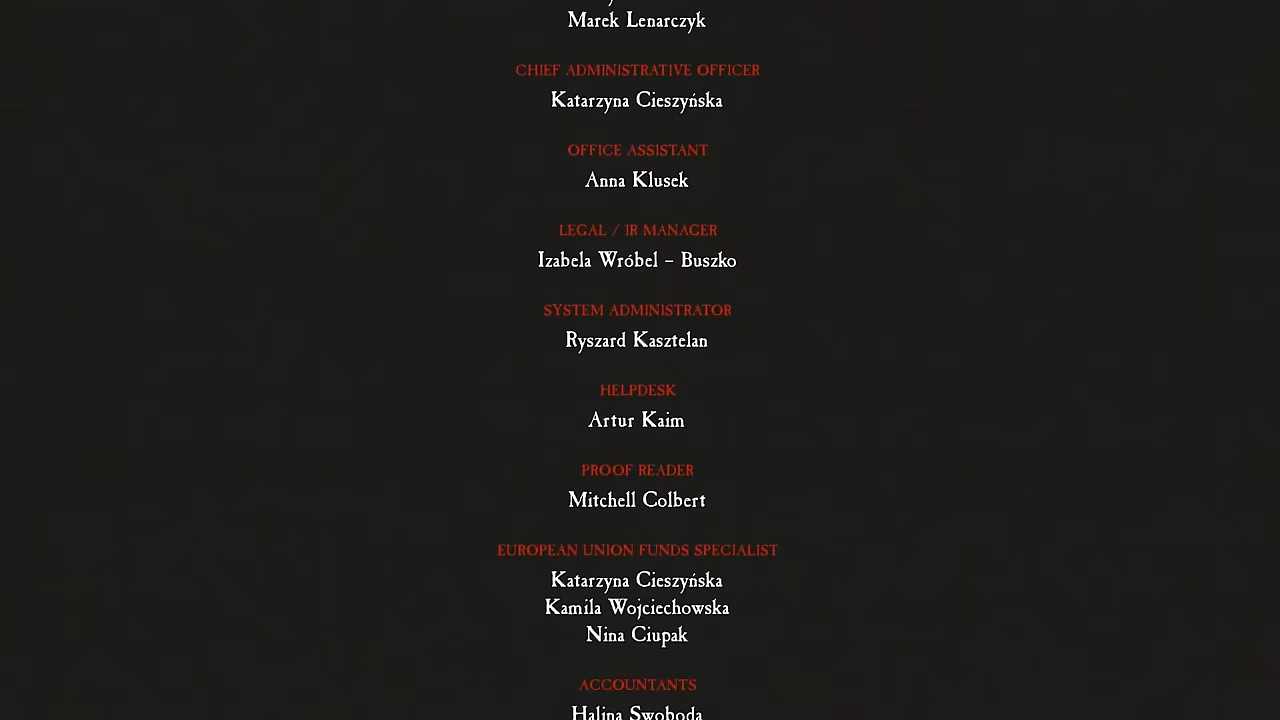 Marek Lenarczyk
CHIEF ADMINISTRATIVE OFFICER
Katarzyna Cieszyńska
OFFICE ASSISTANT
Anna Klusek
LEGAL / IR MANAGER
Izabela Wróbel – Buszko
SYSTEM ADMINISTRATOR
Ryszard Kasztelan
HELPDESK
Artur Kaim
PROOF READER
Mitchell Colbert
EUROPEAN UNION FUNDS SPECIALIST
Katarzyna Cieszyńska
Kamila Wojciechowska
Nina Ciupak
ACCOUNTANTS
Halina Swoboda